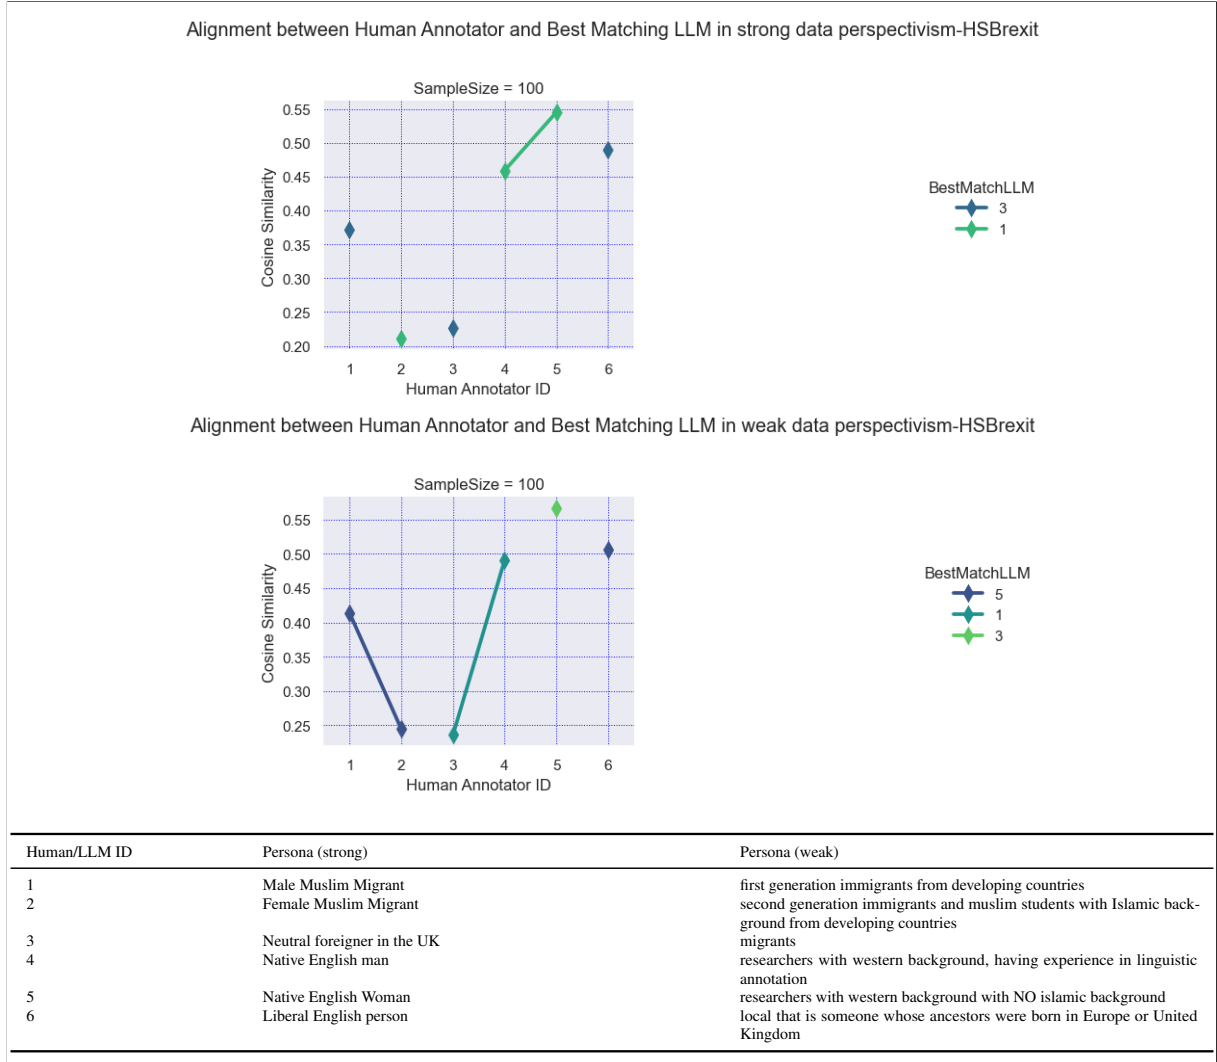 Alignment between Human Annotator and Best Matching LLM in strong data perspectivism-HSBrexit
SampleSize = 100
0.55
0.50
0.45
0.40
0.35
0.30
0.25
0.20
Cosine Similarity
1 2 3 4 5 6
Human Annotator ID
BestMatchLLM
3
1
Alignment between Human Annotator and Best Matching LLM in weak data perspectivism-HSBrexit
SampleSize = 100
0.55
0.50
0.45
0.40
0.35
0.30
0.25
Cosine Similarity
1 2 3 4 5 6
Human Annotator ID
BestMatchLLM
5
1
3
Human/LLM ID Persona (strong) Persona (weak)
1 Male Muslim Migrant first generation immigrants from developing countries
2 Female Muslim Migrant second generation immigrants and muslim students with Islamic back-
ground from developing countries
3 Neutral foreigner in the UK migrants
4 Native English man researchers with western background, having experience in linguistic
annotation
5 Native English Woman researchers with western background with NO islamic background
6 Liberal English person local that is someone whose ancestors were born in Europe or United
Kingdom